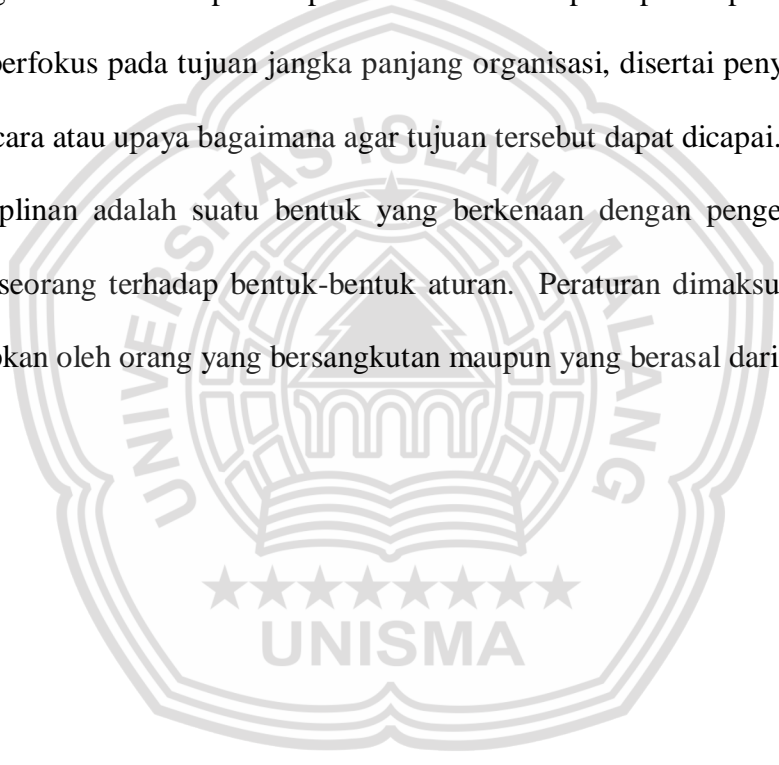 perfokus pada tujuan jangka panjang organisasi, disertai peny
cara atau upaya bagaimana agar tujuan tersebut dapat dicapai.
plinan adalah suatu bentuk yang berkenaan dengan penge
seorang terhadap bentuk-bentuk aturan. Peraturan dimaksu
kan oleh orang yang bersangkutan maupun yang berasal dari
UNIVERSITAS ISLAM MALANG
UNISMA